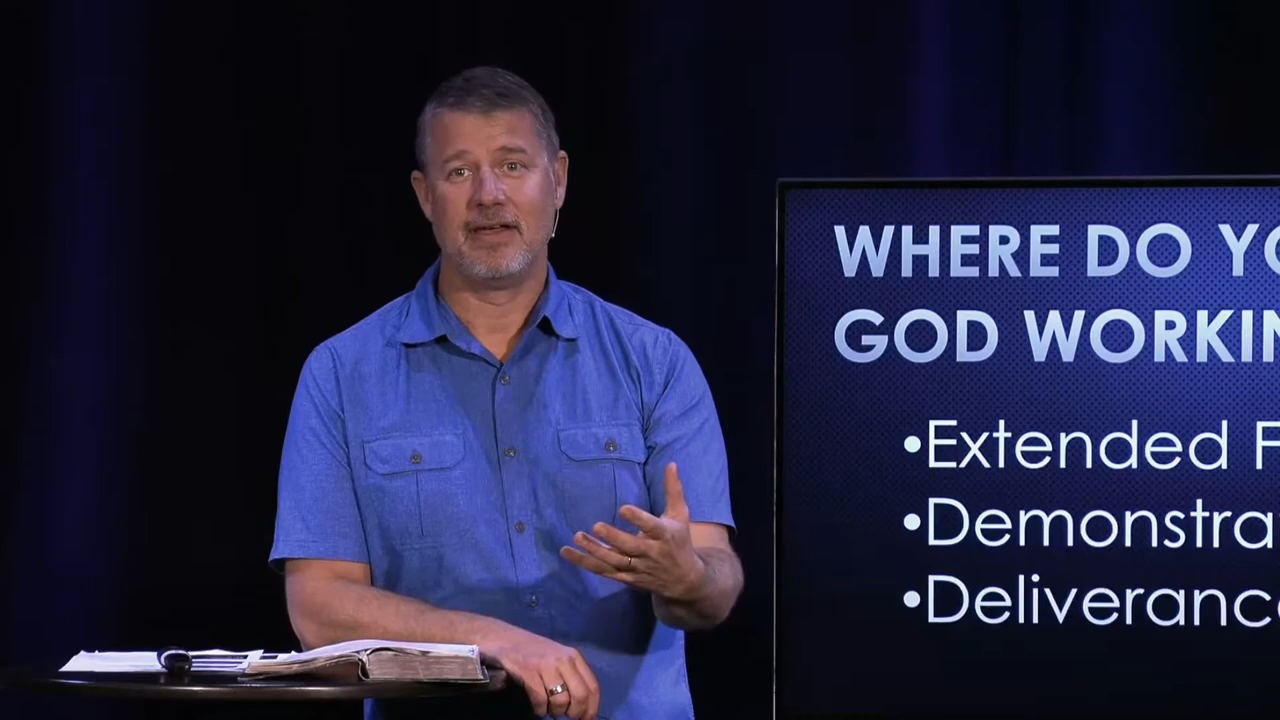 WHERE DO YO
GOD WORKIN
•Extended F
•Demonstra
•Deliveranc